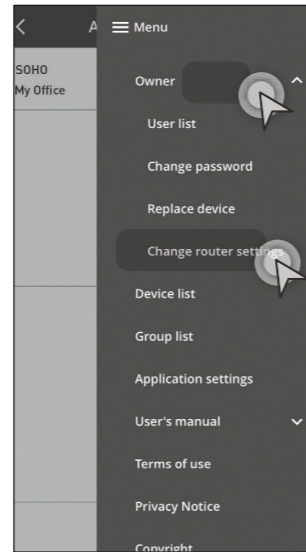 A
Menu
SOHO
My Office
Owner
User list
Change password
Replace device
Change router settings
Device list
Group list
Application settings
User's manual
Terms of use
Privacy Notice
Copyright